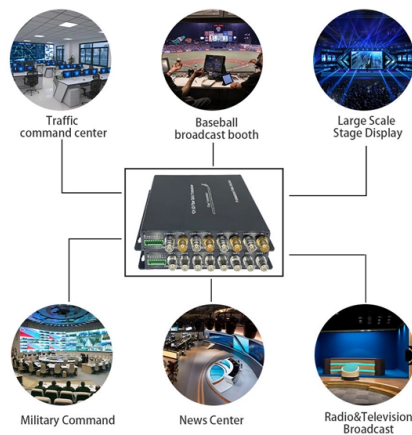 Traffic
command center
Baseball
broadcast booth
Large Scale
Stage Display
Military Command
News Center
Radio&Television
Broadcast